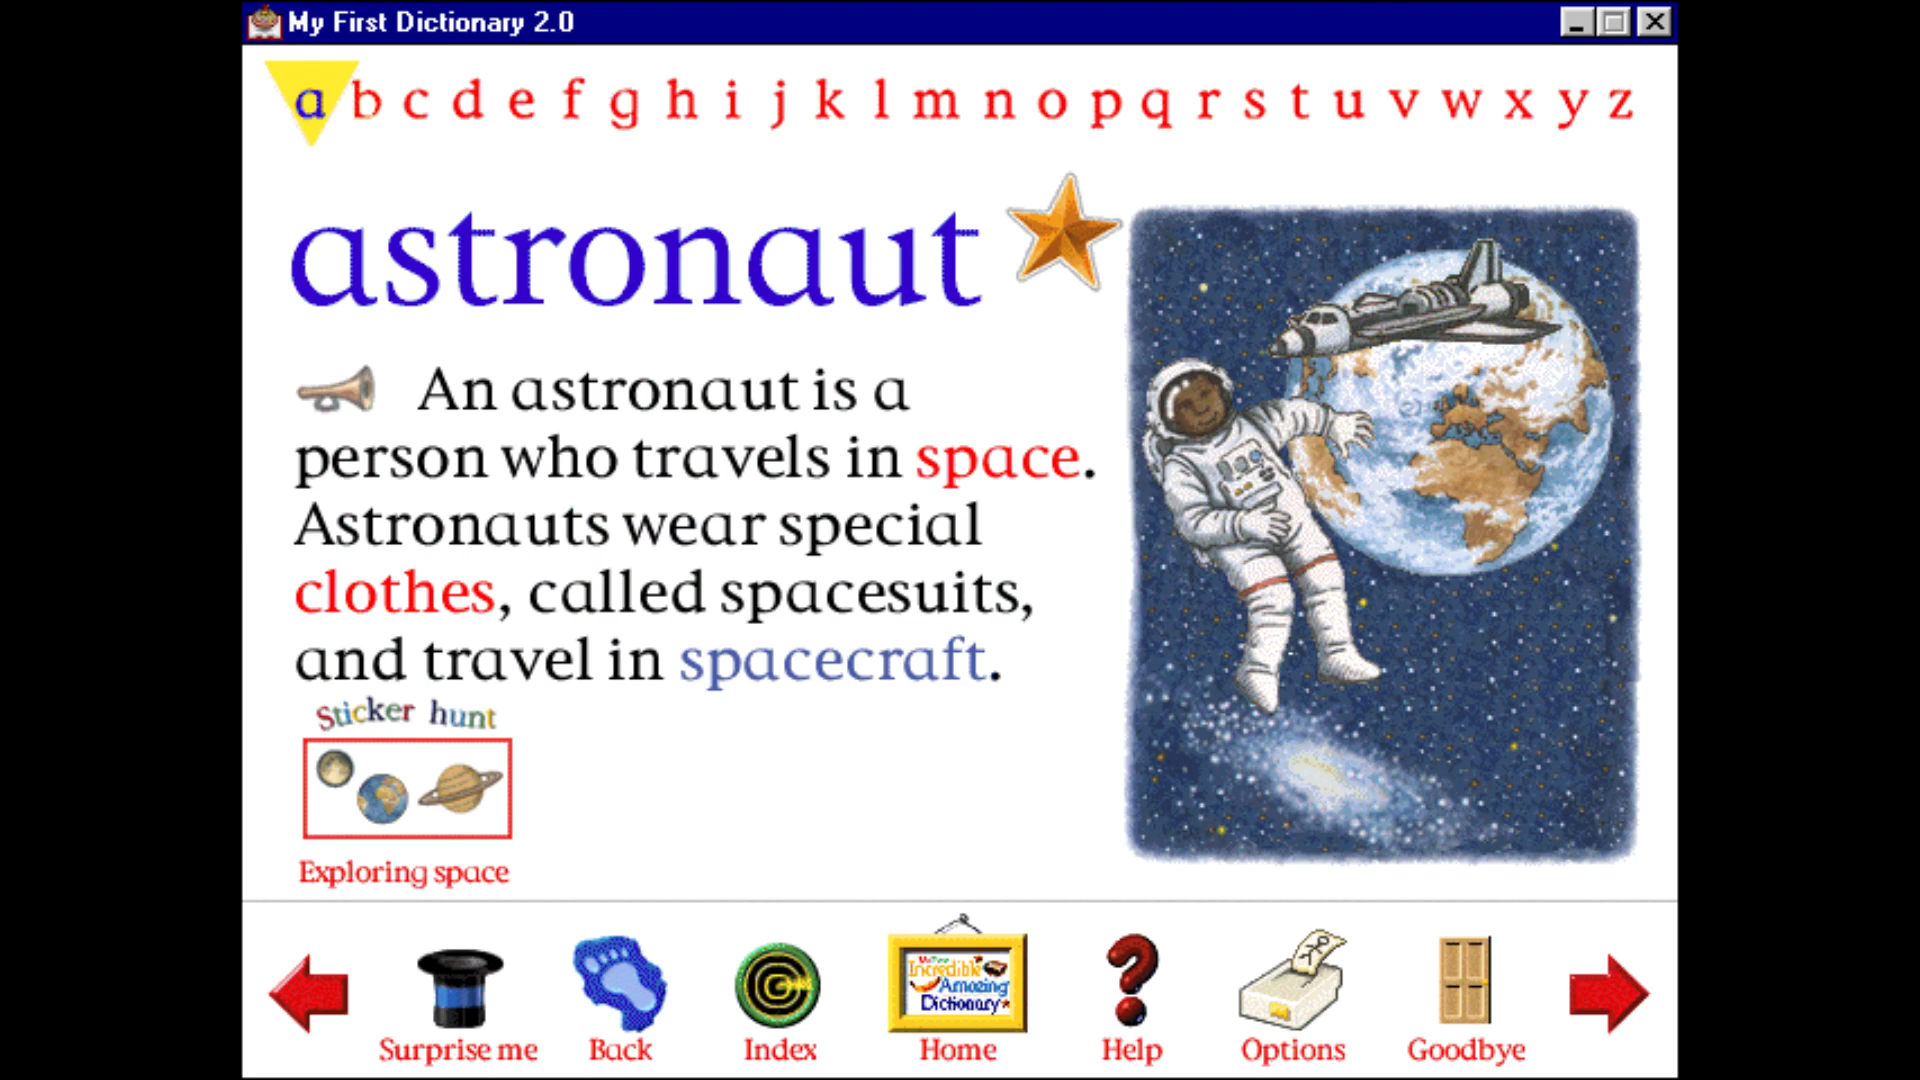 My First Dictionary 2.0
a b c d e f g h i j k l m n o p q r s t u v w x y z
astronaut
An astronaut is a
person who travels in space.
Astronauts wear special
clothes, called spacesuits,
and travel in spacecraft.
Sticker hunt
Exploring space
My First
Incredible
Amazing
Dictionary
Surprise me
Back
Index
Home
Help
Options
Goodbye